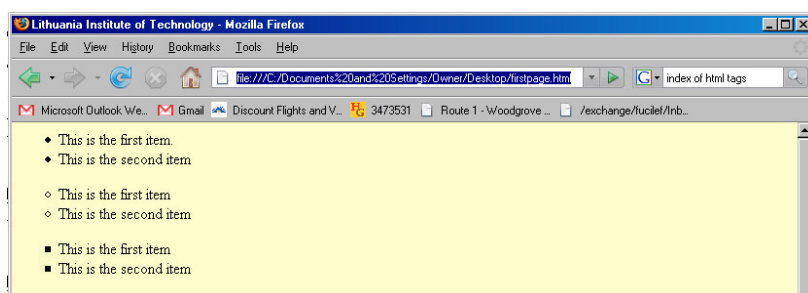 Lithuania Institute of Technology - Mozilla Firefox
File Edit View History Bookmarks Tools Help
file:///C:/Documents%20and%20Settings/Owner/Desktop/firstpage.html G index of html tags
Microsoft Outlook We... Gmail Discount Flights and V... HG 3473531 Route 1 - Woodgrove ... /exchange/fucilef/Inb...
This is the first item.
This is the second item
This is the first item
This is the second item
This is the first item
This is the second item